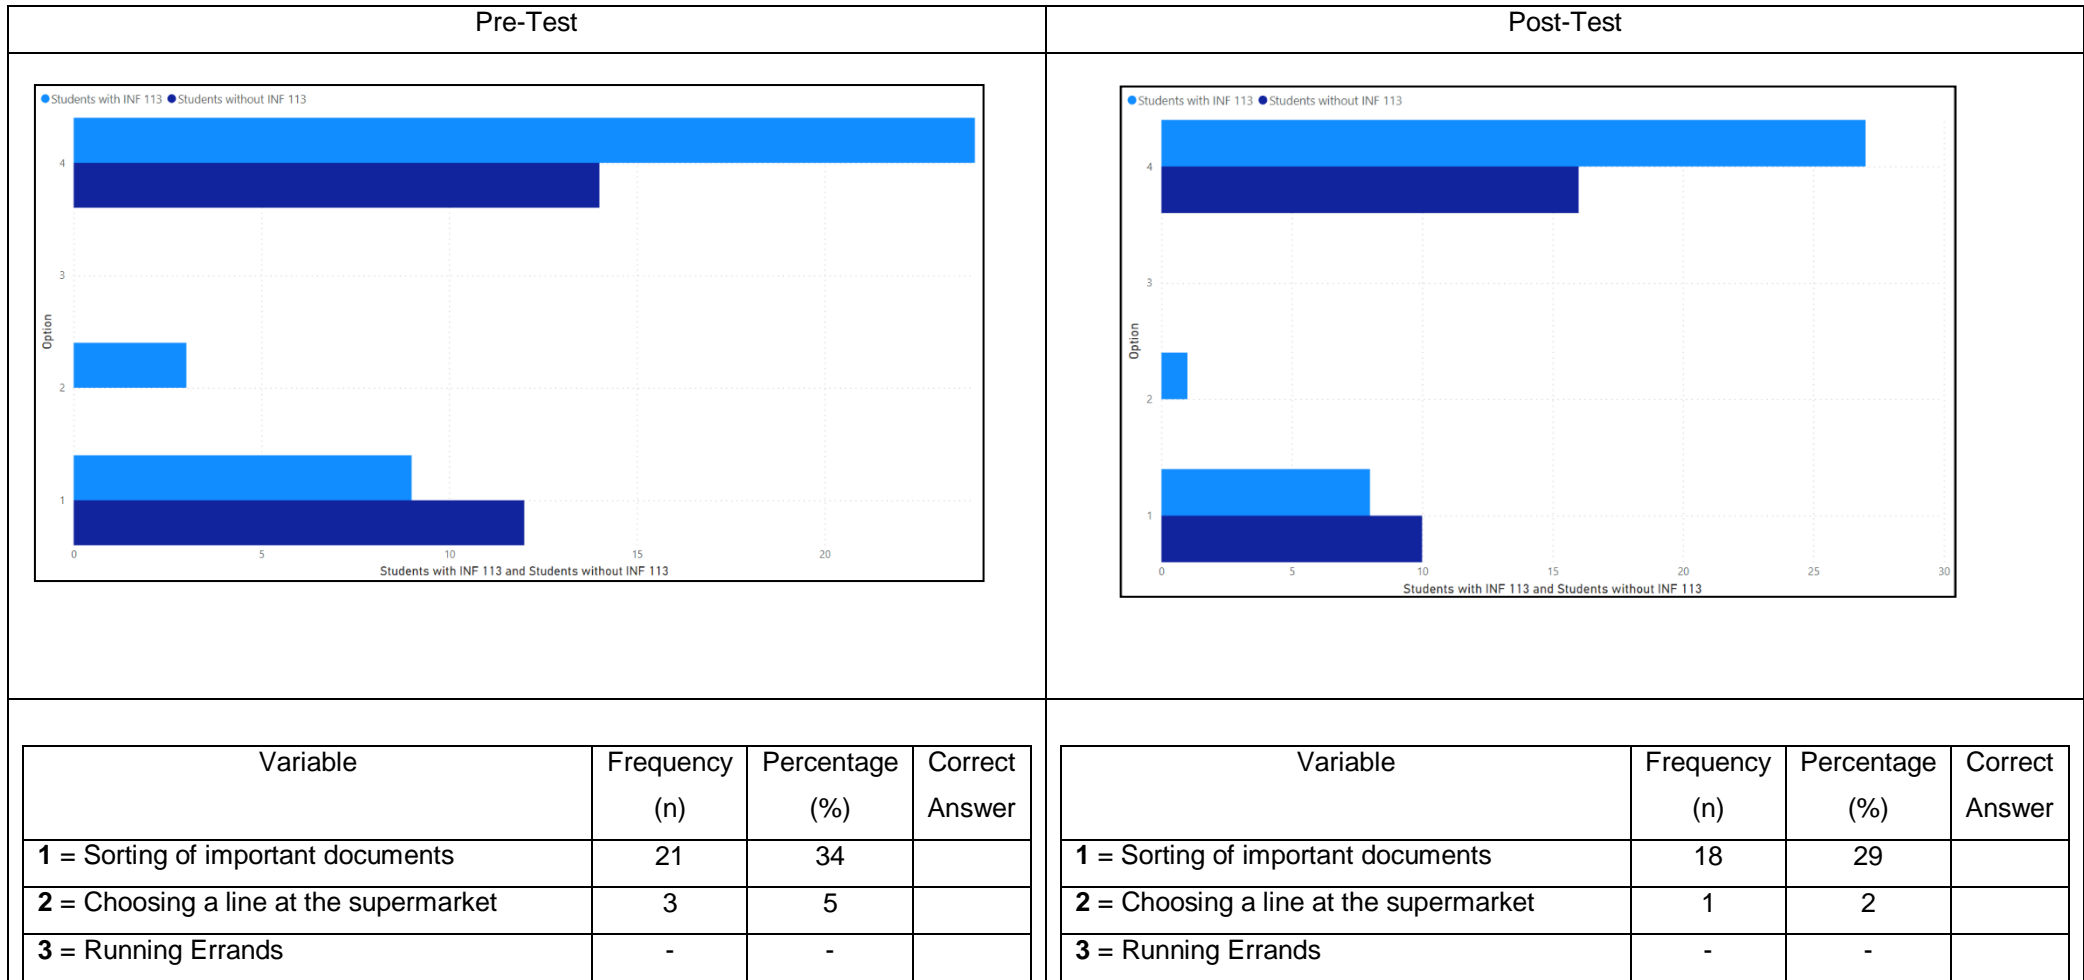 Pre-Test
Post-Test
Students with INF 113 Students without INF 113
4
3
2
1
Option
0 5 10 15 20
Students with INF 113 and Students without INF 113
Students with INF 113 Students without INF 113
4
3
2
1
Option
0 5 10 15 20 25 30
Students with INF 113 and Students without INF 113
Variable Frequency (n) Percentage (%) Correct Answer
1 = Sorting of important documents 21 34
2 = Choosing a line at the supermarket 3 5
3 = Running Errands - -
Variable Frequency (n) Percentage (%) Correct Answer
1 = Sorting of important documents 18 29
2 = Choosing a line at the supermarket 1 2
3 = Running Errands - -